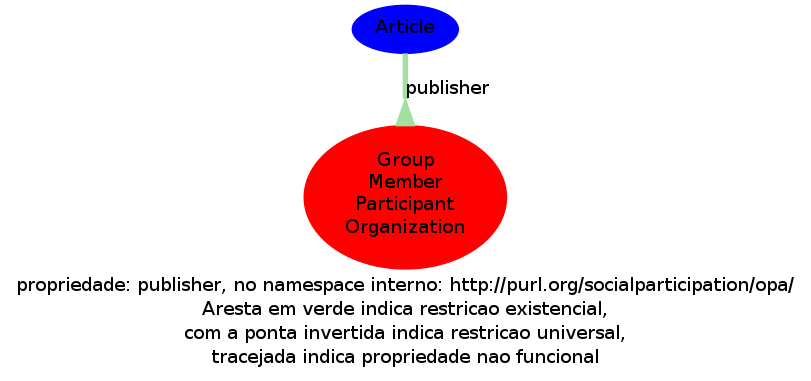 Article
publisher
Group
Member
Participant
Organization
propriedade: publisher, no namespace interno: http://purl.org/socialparticipation/opa/
Aresta em verde indica restricao existencial,
com a ponta invertida indica restricao universal,
tracejada indica propriedade nao funcional